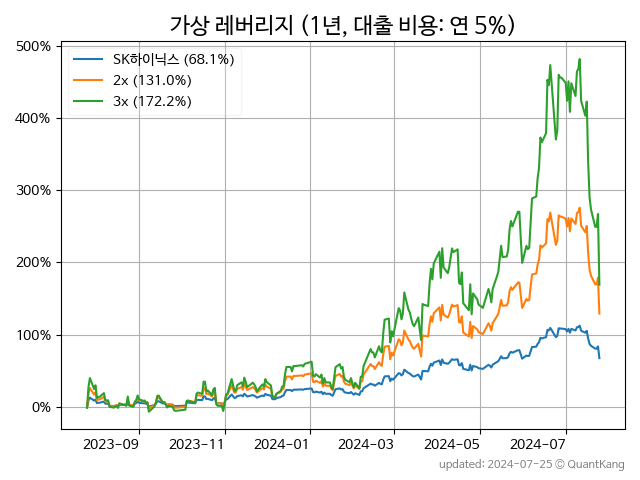 가상 레버리지 (1년, 대출 비용: 연 5%)
500%
SK하이닉스 (68.1%)
2x (131.0%)
3x (172.2%)
400%
300%
200%
100%
0%
2023-09 2023-11 2024-01 2024-03 2024-05 2024-07
updated: 2024-07-25 © QuantKang